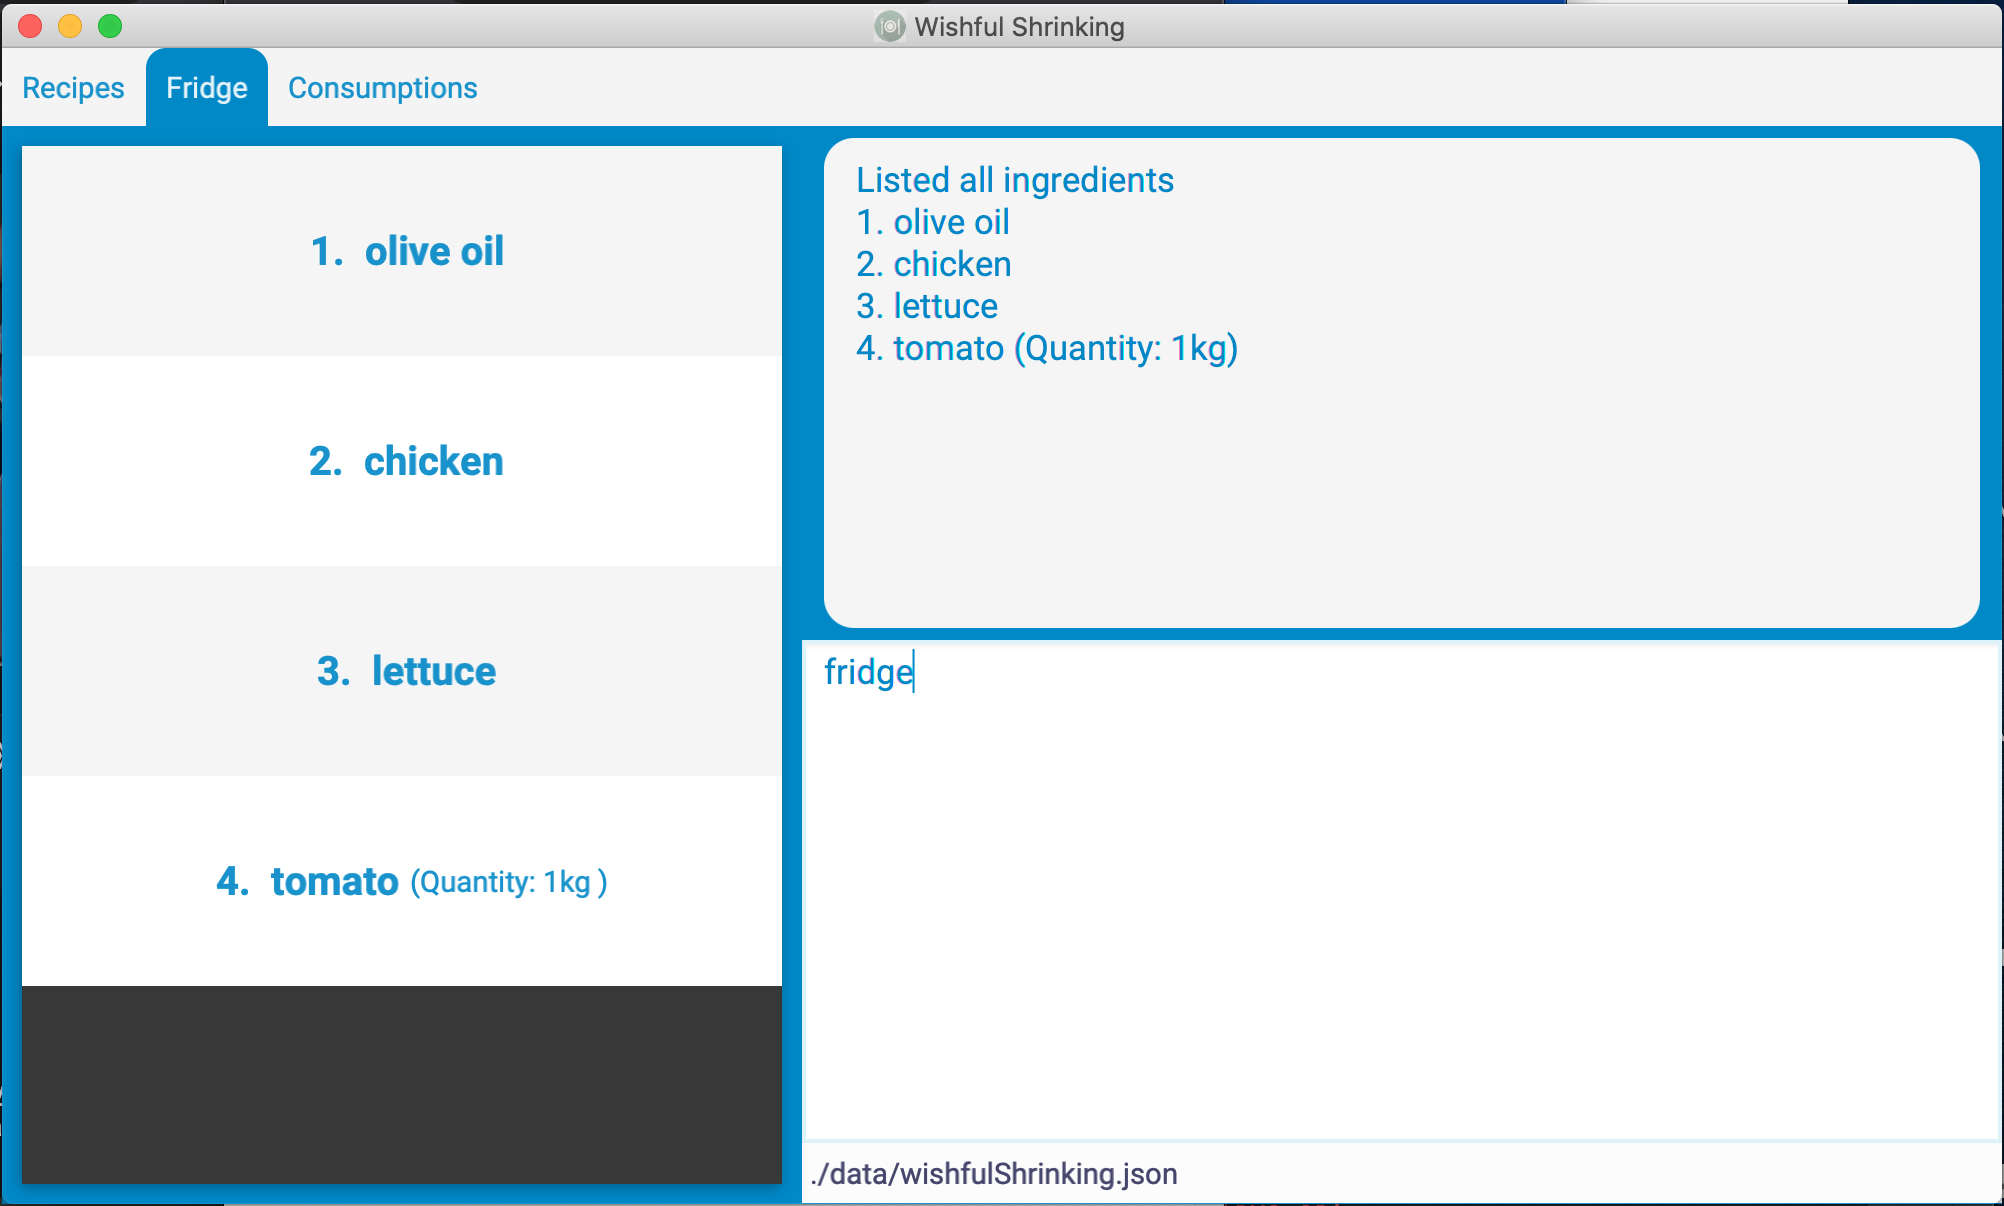 Wishful Shrinking
Recipes
Fridge
Consumptions
1. olive oil
2. chicken
3. lettuce
4. tomato (Quantity: 1kg )
Listed all ingredients
1. olive oil
2. chicken
3. lettuce
4. tomato (Quantity: 1kg)
fridge
./data/wishfulShrinking.json